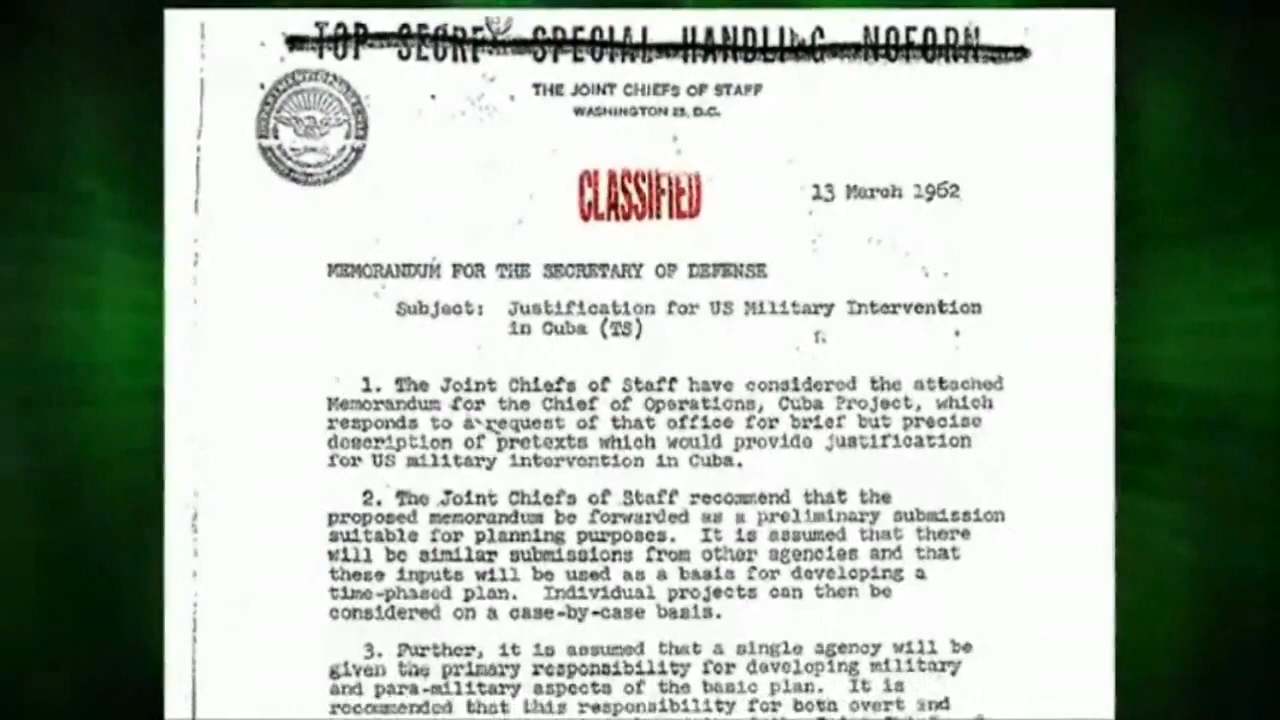 TOP SECRET SPECIAL HANDLING NOFORN
THE JOINT CHIEFS OF STAFF
WASHINGTON 25, D.C.
CLASSIFIED
13 March 1962
MEMORANDUM FOR THE SECRETARY OF DEFENSE
Subject: Justification for US Military Intervention
in Cuba (TS)
1. The Joint Chiefs of Staff have considered the attached
Memorandum for the Chief of Operations, Cuba Project, which
responds to a request of that office for brief but precise
description of pretexts which would provide justification
for US military intervention in Cuba.
2. The Joint Chiefs of Staff recommend that the
proposed memorandum be forwarded as a preliminary submission
suitable for planning purposes. It is assumed that there
will be similar submissions from other agencies and that
these inputs will be used as a basis for developing a
time-phased plan. Individual projects can then be
considered on a case-by-case basis.
3. Further, it is assumed that a single agency will be
given the primary responsibility for developing military
and para-military aspects of the basic plan. It is
recommended that this responsibility for both overt and